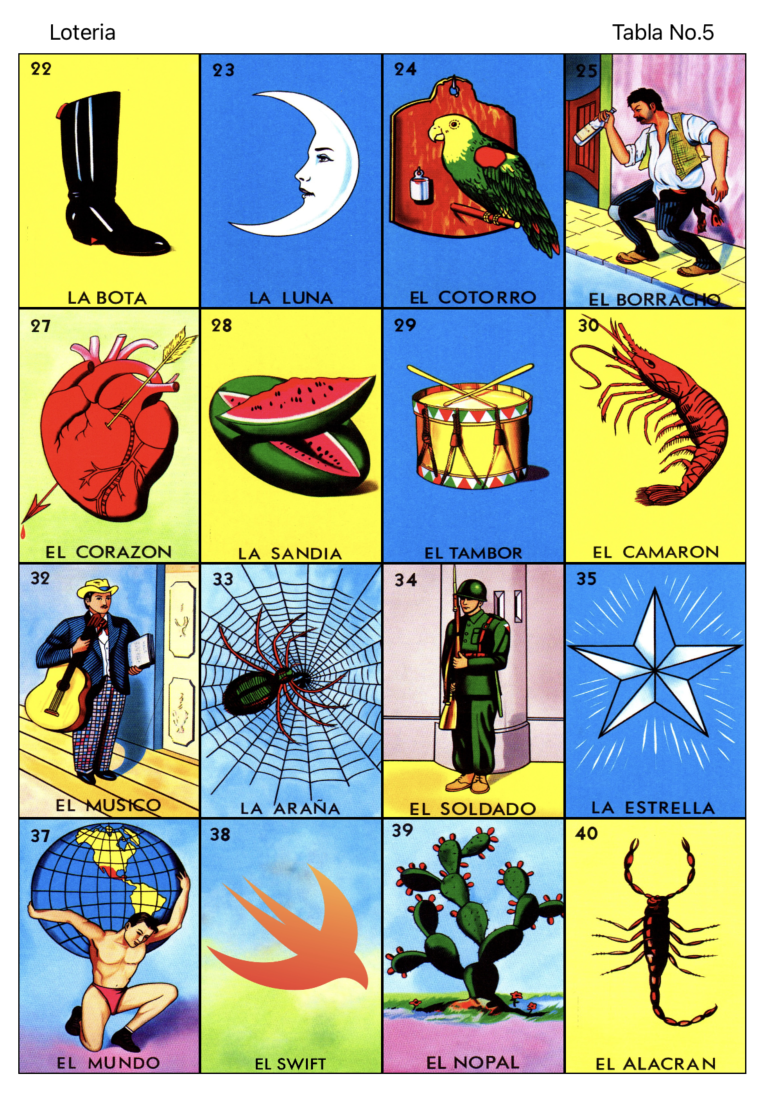 Loteria
Tabla No.5
22
LA BOTA
23
LA LUNA
24
EL COTORRO
25
EL BORRACHO
27
EL CORAZON
28
LA SANDIA
29
EL TAMBOR
30
EL CAMARON
32
EL MUSICO
33
LA ARAÑA
34
EL SOLDADO
35
LA ESTRELLA
37
EL MUNDO
38
EL SWIFT
39
EL NOPAL
40
EL ALACRAN